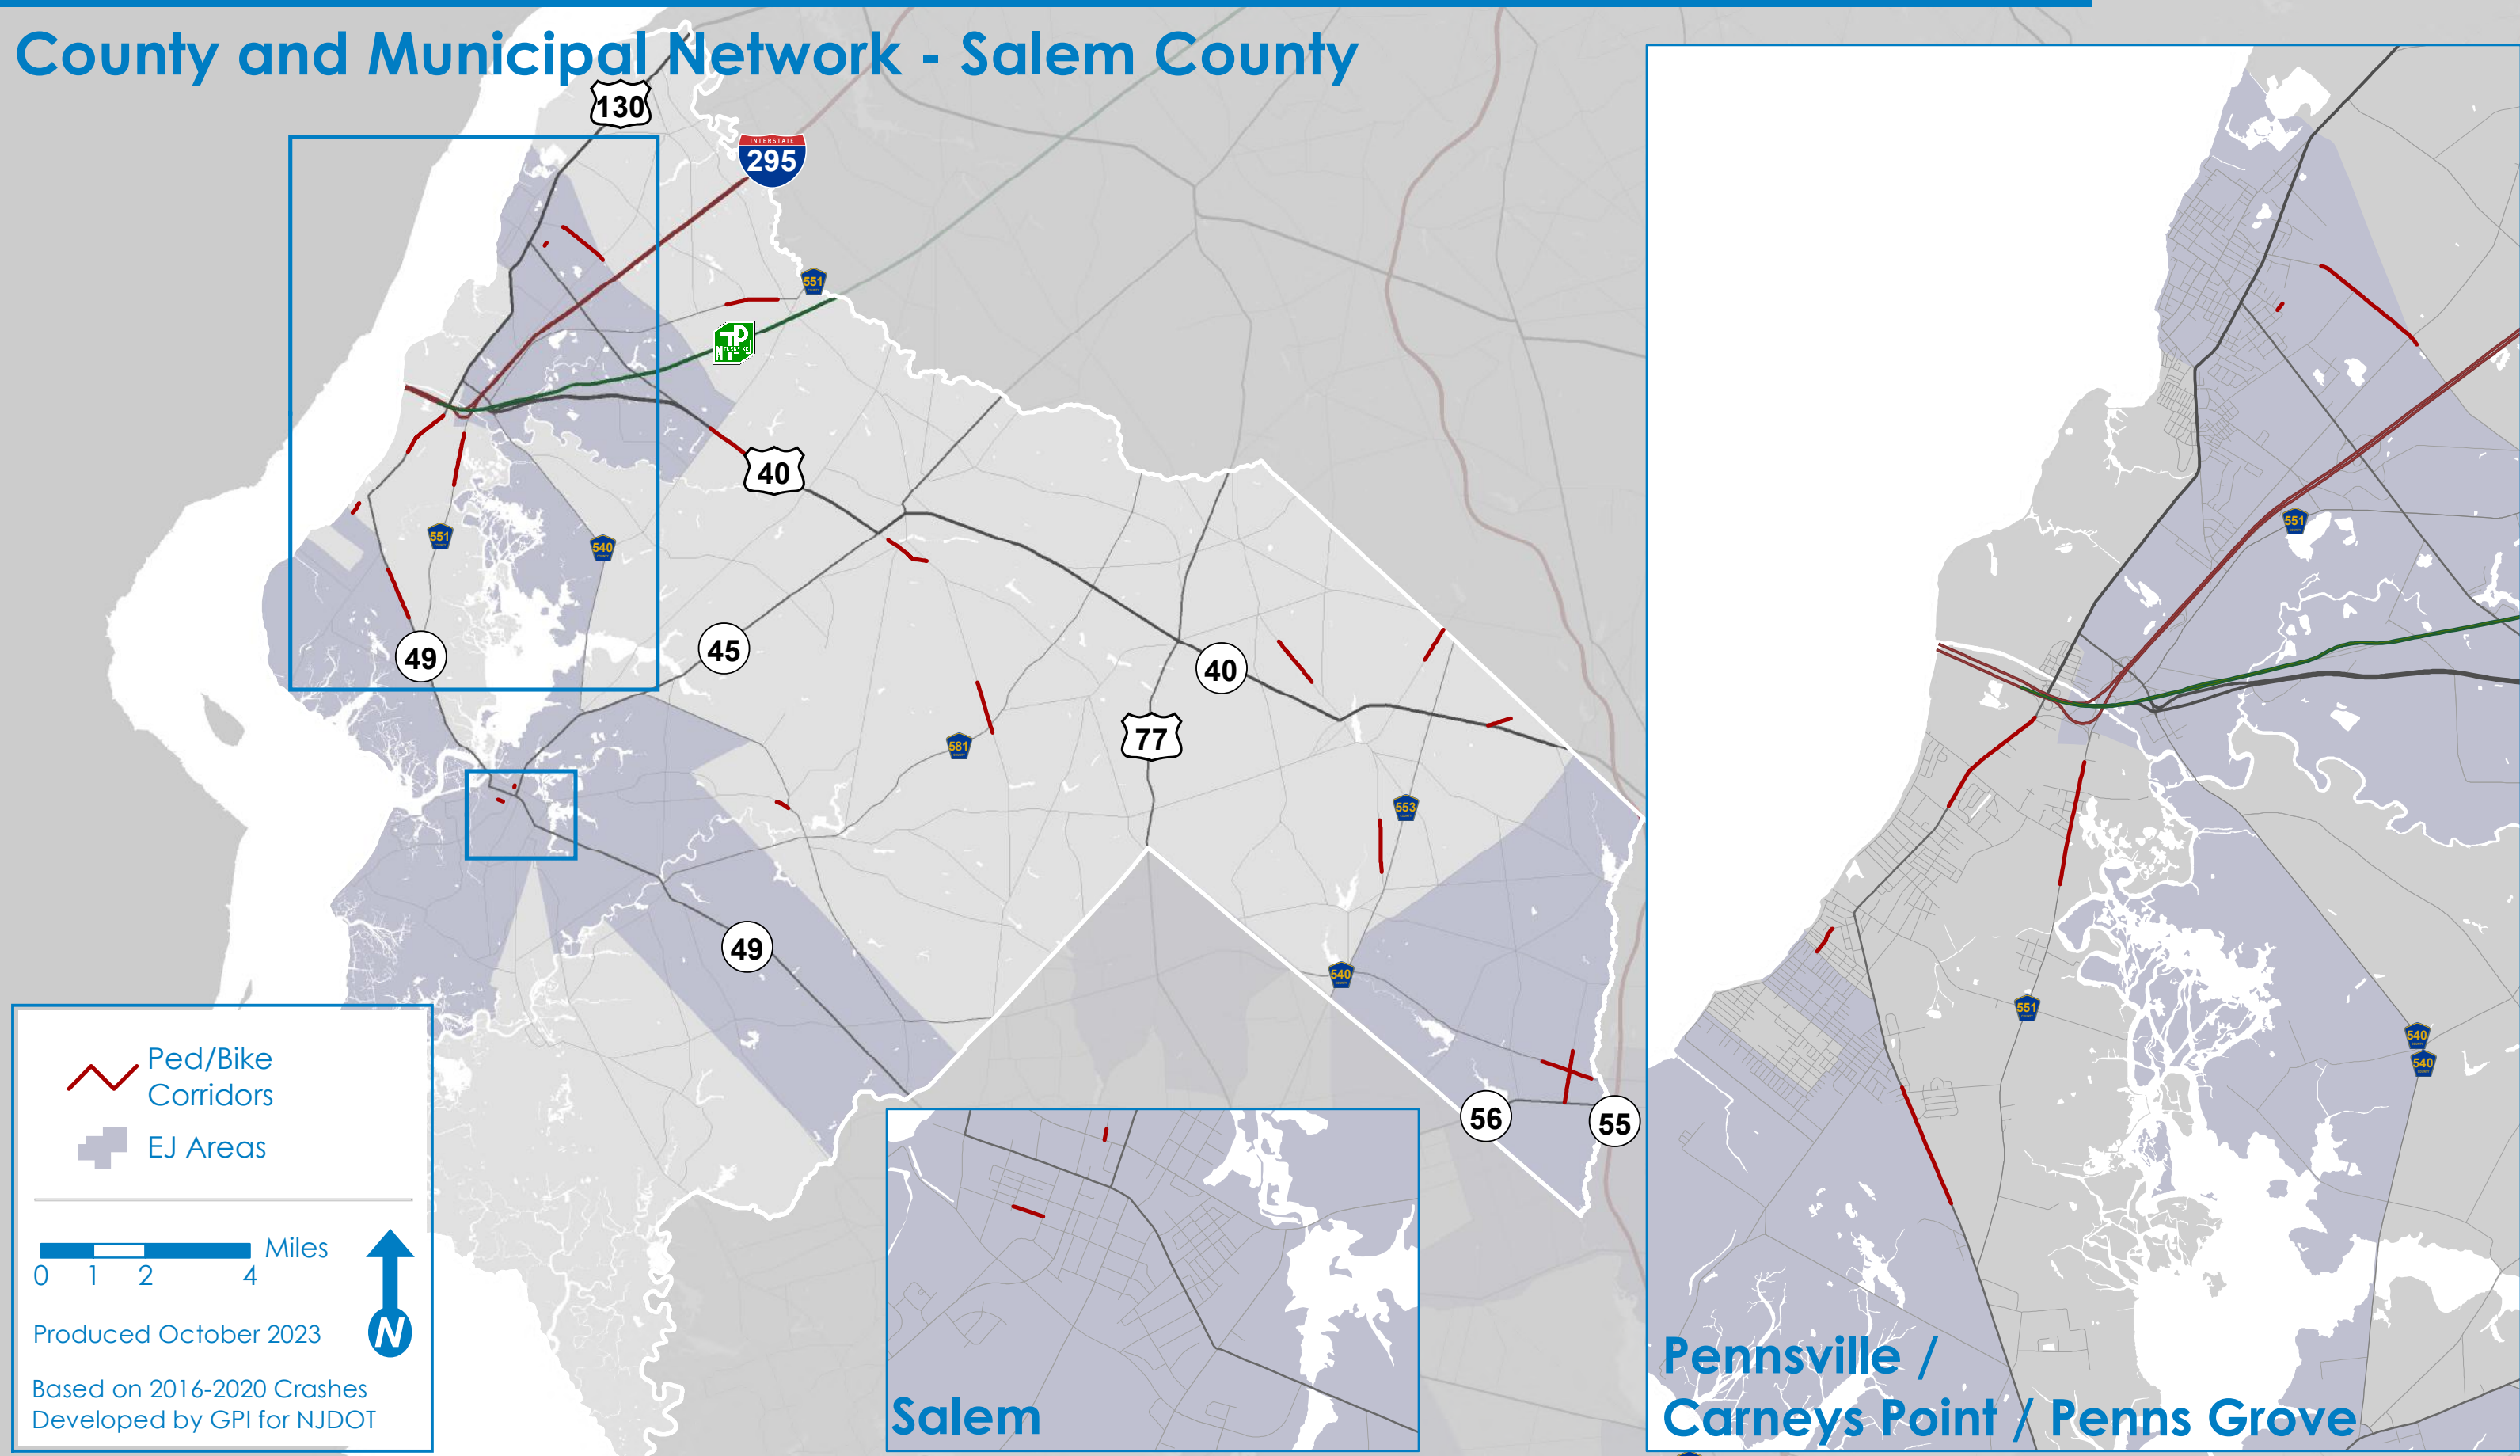 County and Municipal Network - Salem County
130
INTERSTATE
295
551
TP
40
551
540
49
45
40
581
77
553
49
540
56
55
551
551
540
540
Ped/Bike
Corridors
EJ Areas
Miles
0 1 2 4
N
Produced October 2023
Based on 2016-2020 Crashes
Developed by GPI for NJDOT
Salem
Pennsville /
Carneys Point / Penns Grove